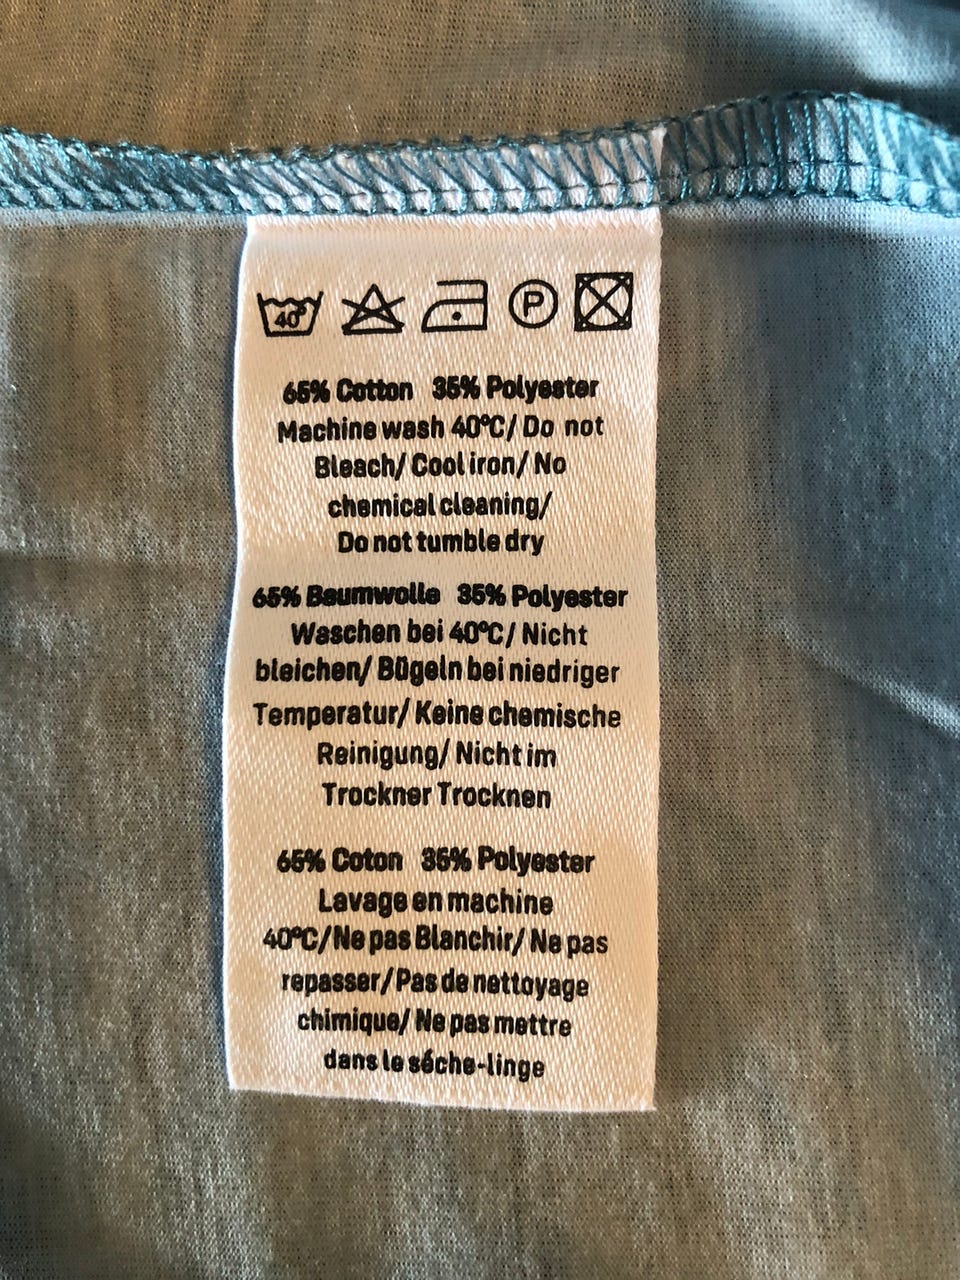 40°
P
65% Cotton 35% Polyester
Machine wash 40°C/ Do not
Bleach/ Cool iron/ No
chemical cleaning/
Do not tumble dry
65% Baumwolle 35% Polyester
Waschen bei 40°C/ Nicht
bleichen/ Bügeln bei niedriger
Temperatur/ Keine chemische
Reinigung/ Nicht im
Trockner Trocknen
65% Coton 35% Polyester
Lavage en machine
40°C/Ne pas Blanchir/ Ne pas
repasser/Pas de nettoyage
chimique/ Ne pas mettre
dans le séche-linge